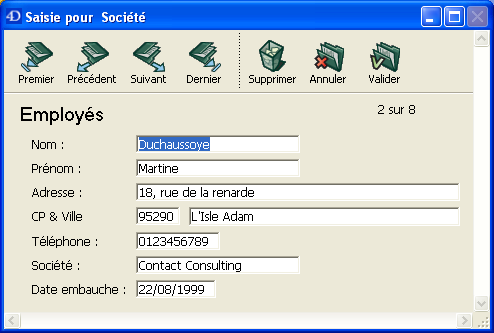 4D Saisie pour Société
Premier Précédent Suivant Dernier Supprimer Annuler Valider
Employés 2 sur 8
Nom : Duchaussoye
Prénom : Martine
Adresse : 18, rue de la renarde
CP & Ville 95290 L'Isle Adam
Téléphone : 0123456789
Société : Contact Consulting
Date embauche : 22/08/1999